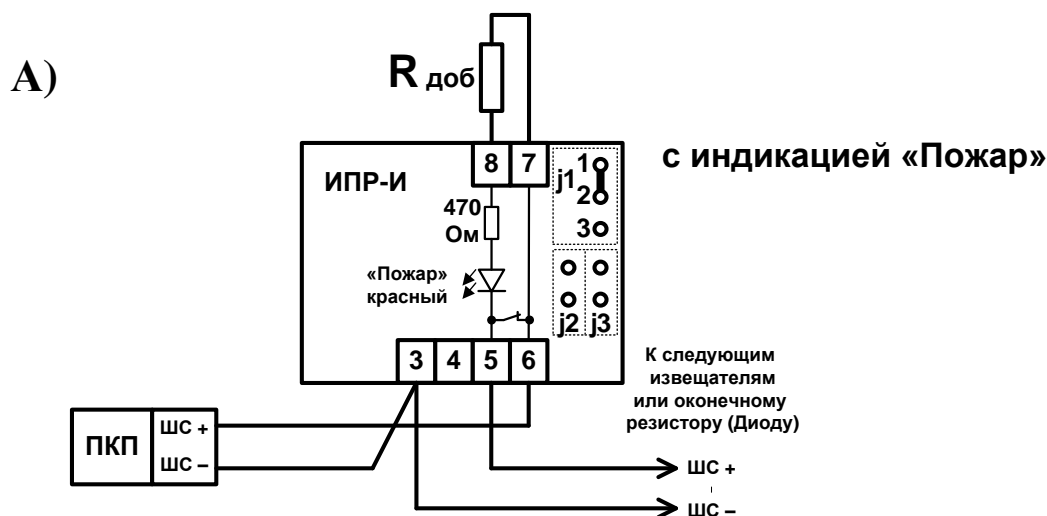 А)
R доб
с индикацией «Пожар»
ИПР-И
8 7
j1
1
2
3
470
Ом
«Пожар»
красный
j2 j3
3 4 5 6
К следующим
извещателям
или оконечному
резистору (Диоду)
ПКП
ШС +
ШС –
ШС +
ШС –